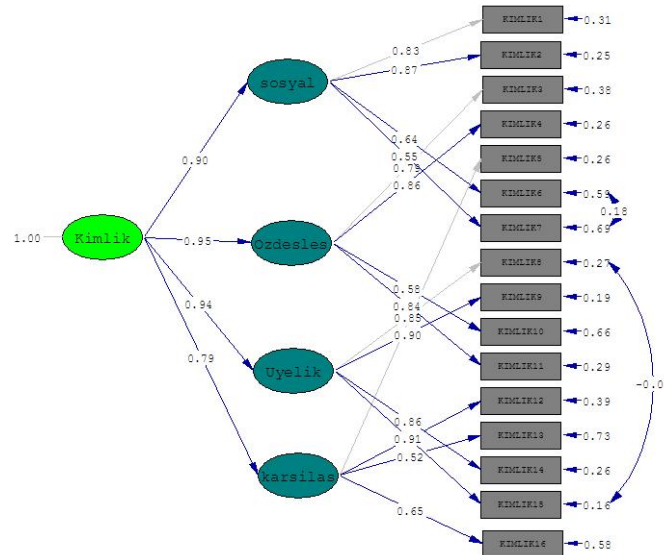 KIMLIK1 0.31
0.83
KIMLIK2 0.25
sosyal
0.87
KIMLIK3 0.38
KIMLIK4 0.26
0.64
0.90
0.55
KIMLIK5 0.26
0.79
0.86
KIMLIK6 0.59
0.18
KIMLIK7 0.69
1.00 Kimlik
0.95
Ozdesles
KIMLIK8 0.27
0.58
KIMLIK9 0.19
0.94
0.84
0.85
0.90
KIMLIK10 0.66
0.79
KIMLIK11 0.29
Uyelik
-0.0
KIMLIK12 0.39
0.86
0.91
KIMLIK13 0.73
0.52
KIMLIK14 0.26
karsilas
KIMLIK15 0.16
0.65
KIMLIK16 0.58